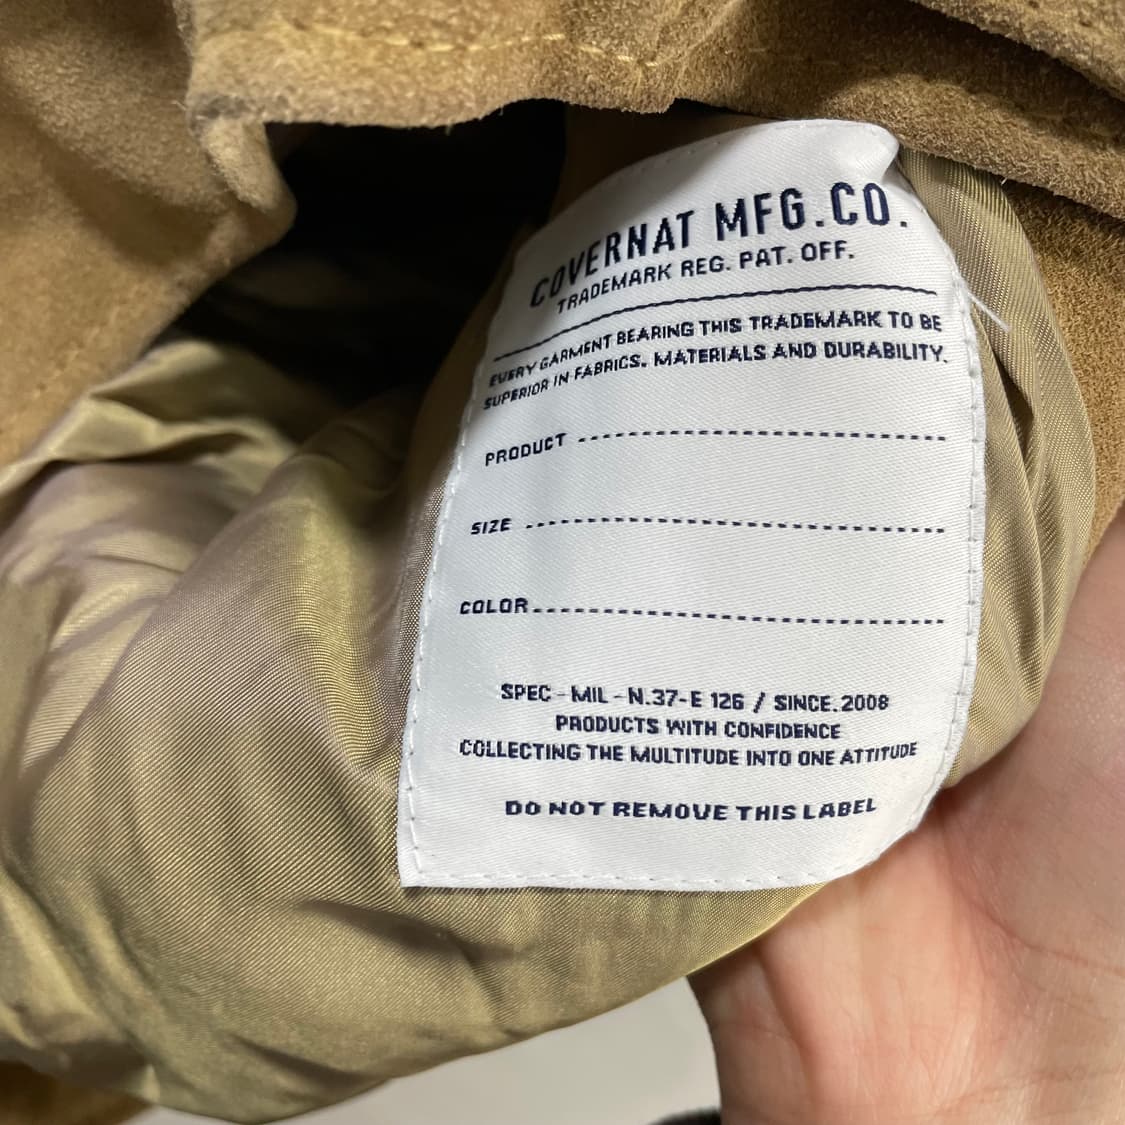 COVERNAT MFG.CO.
TRADEMARK REG. PAT. OFF.
EVERY GARMENT BEARING THIS TRADEMARK TO BE
SUPERIOR IN FABRICS, MATERIALS AND DURABILITY.
PRODUCT
SIZE
COLOR
SPEC - MIL - N.37-E 126 / SINCE.2008
PRODUCTS WITH CONFIDENCE
COLLECTING THE MULTITUDE INTO ONE ATTITUDE
DO NOT REMOVE THIS LABEL